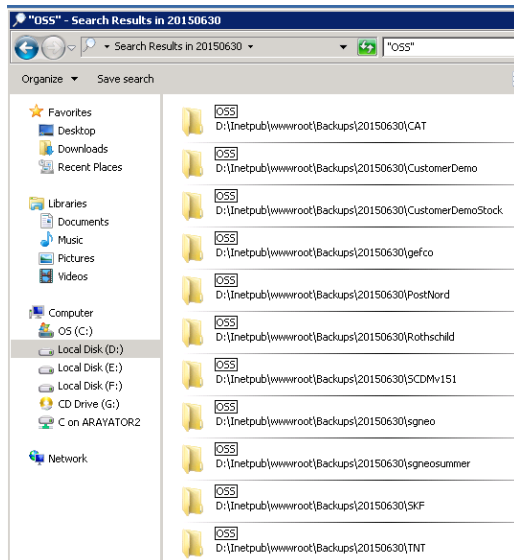 "OSS" - Search Results in 20150630
Search Results in 20150630
"OSS"
Organize
Save search
Favorites
Desktop
Downloads
Recent Places
Libraries
Documents
Music
Pictures
Videos
Computer
OS (C:)
Local Disk (D:)
Local Disk (E:)
Local Disk (F:)
CD Drive (G:)
C on ARAYATOR2
Network
OSS
D:\Inetpub\wwwroot\Backups\20150630\CAT
OSS
D:\Inetpub\wwwroot\Backups\20150630\CustomerDemo
OSS
D:\Inetpub\wwwroot\Backups\20150630\CustomerDemoStock
OSS
D:\Inetpub\wwwroot\Backups\20150630\gefco
OSS
D:\Inetpub\wwwroot\Backups\20150630\PostNord
OSS
D:\Inetpub\wwwroot\Backups\20150630\Rothschild
OSS
D:\Inetpub\wwwroot\Backups\20150630\SCDMv151
OSS
D:\Inetpub\wwwroot\Backups\20150630\sgneo
OSS
D:\Inetpub\wwwroot\Backups\20150630\sgneosummer
OSS
D:\Inetpub\wwwroot\Backups\20150630\SKF
OSS
D:\Inetpub\wwwroot\Backups\20150630\TNT